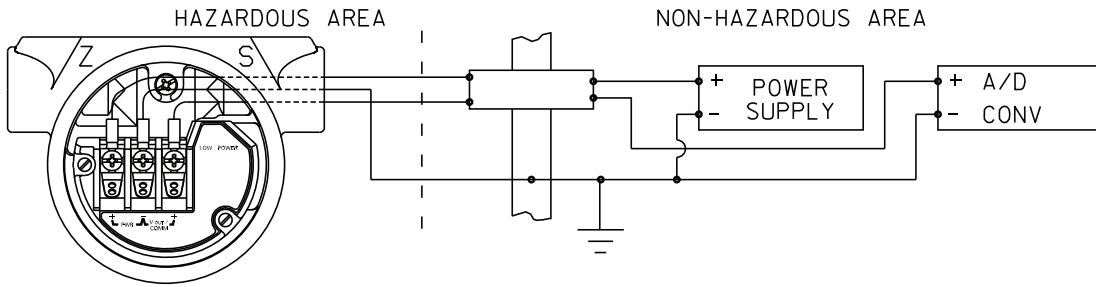 HAZARDOUS AREA
NON-HAZARDOUS AREA
Z S
+ POWER
- SUPPLY
+ A/D
- CONV
LOW POWER
+ - +
PWR V OUT/
COMM